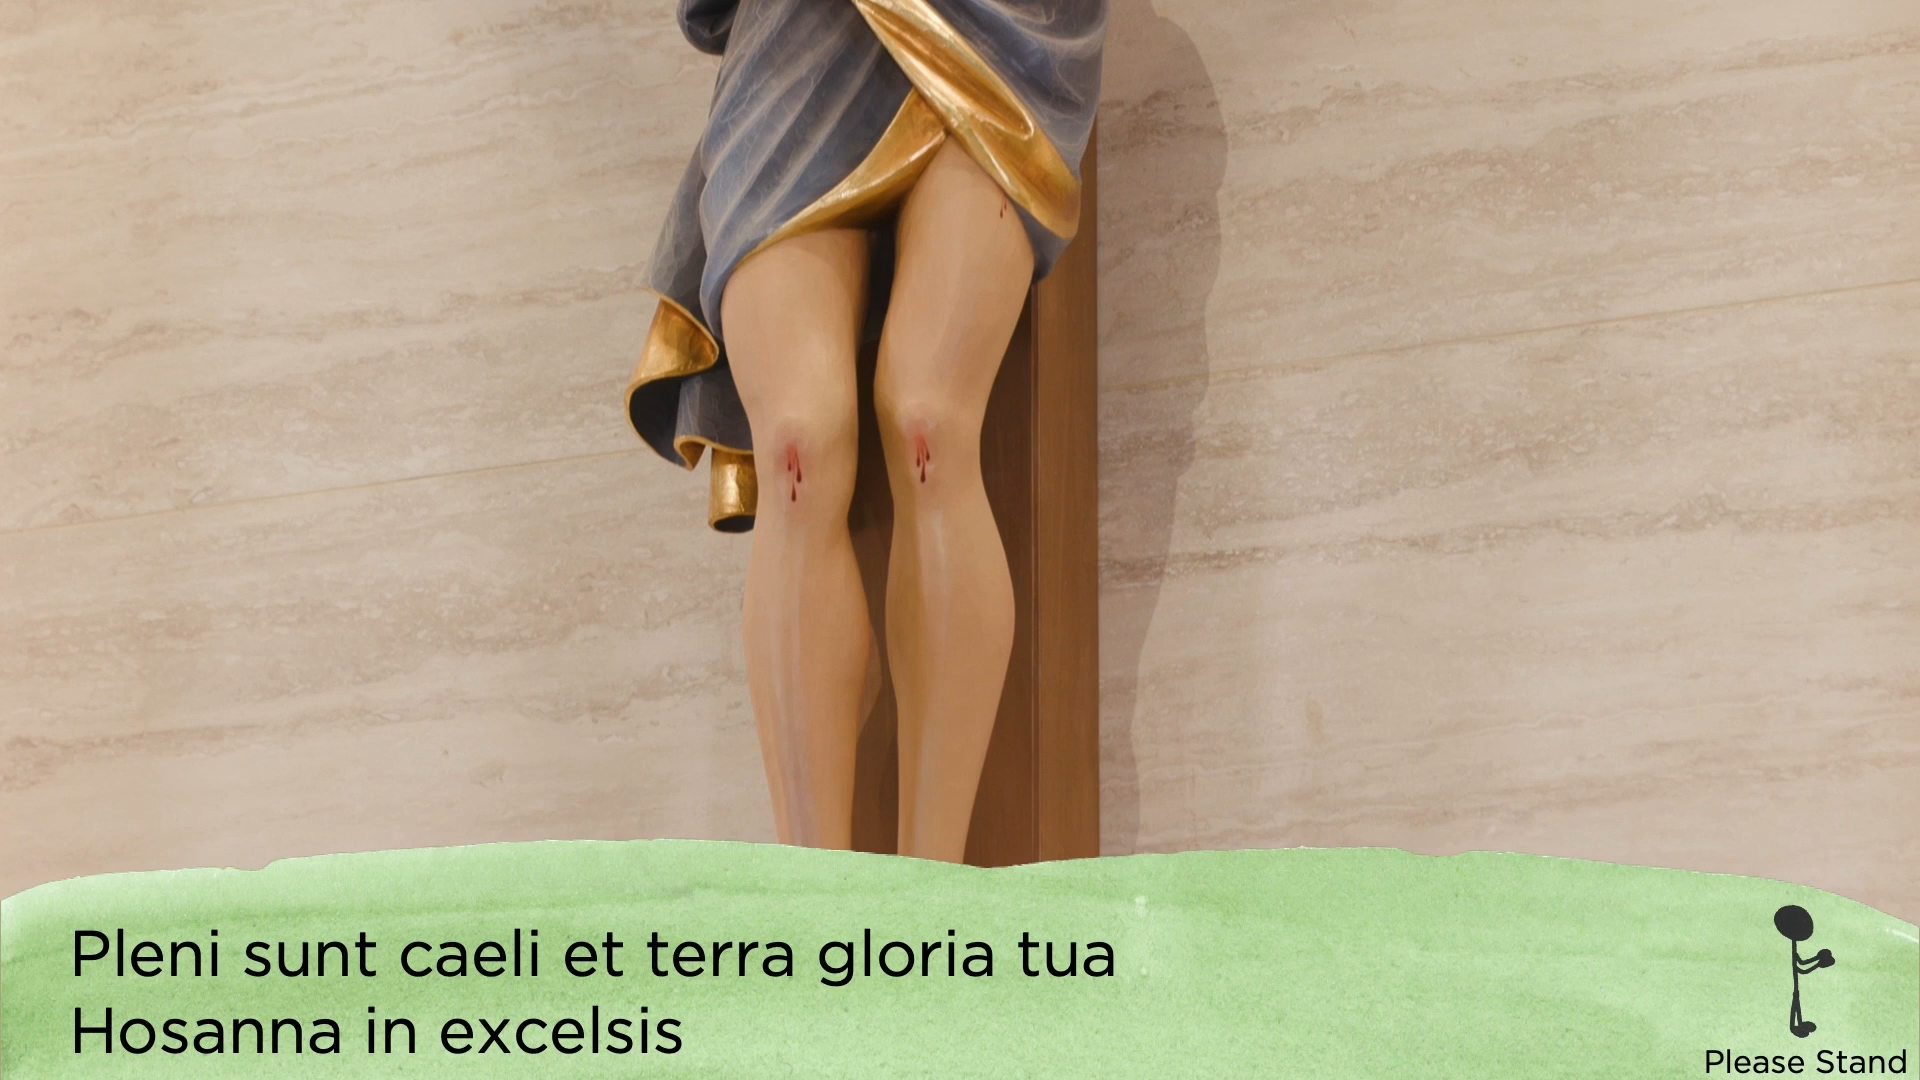 Pleni sunt caeli et terra gloria tua
Hosanna in excelsis
Please Stand